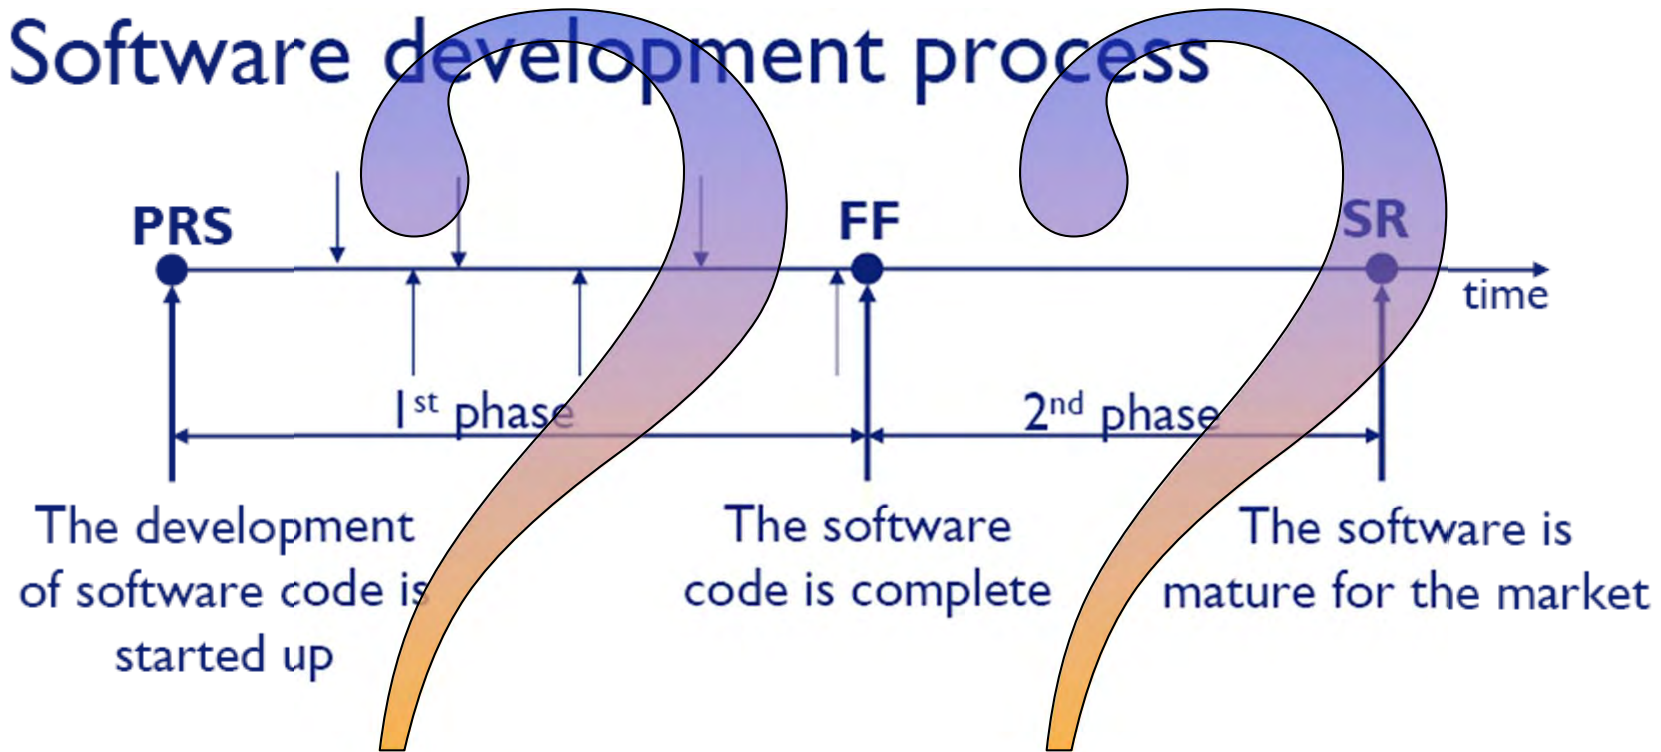 Software development process
PRS
FF
SR
time
1st phase
2nd phase
The development
of software code is
started up
The software
code is complete
The software is
mature for the market